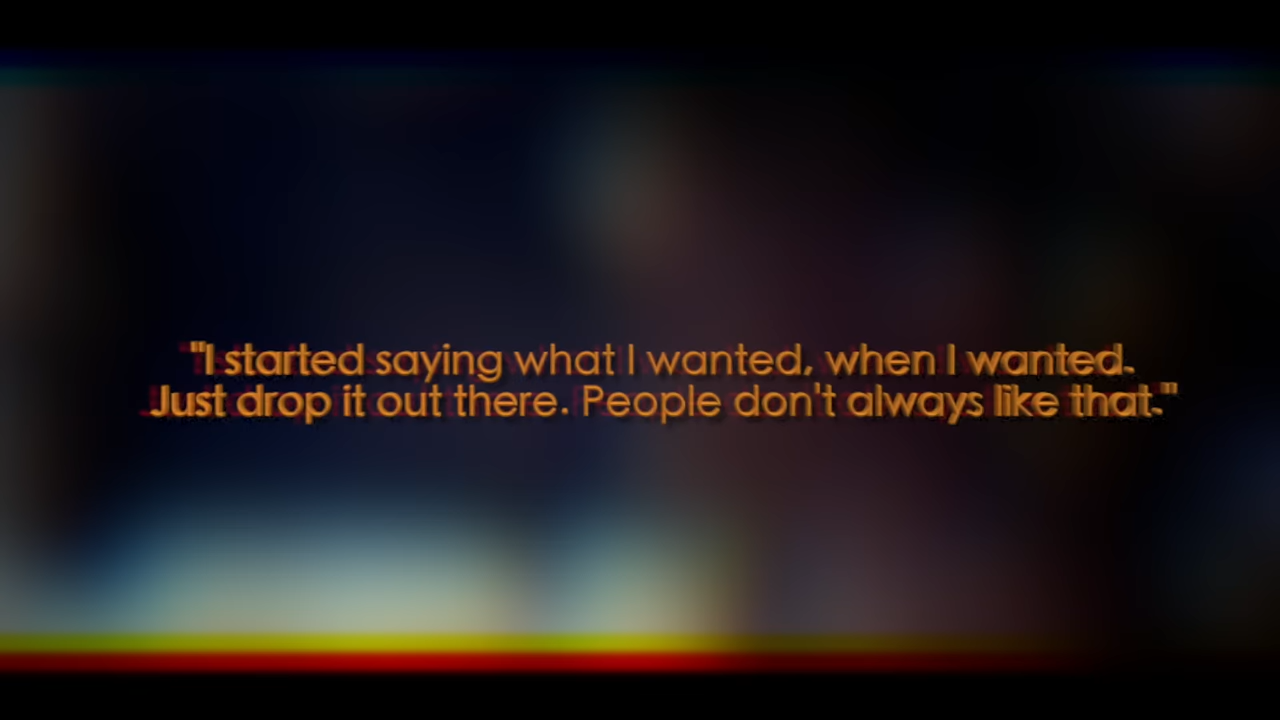 "I started saying what I wanted, when I wanted.
Just drop it out there. People don't always like that."